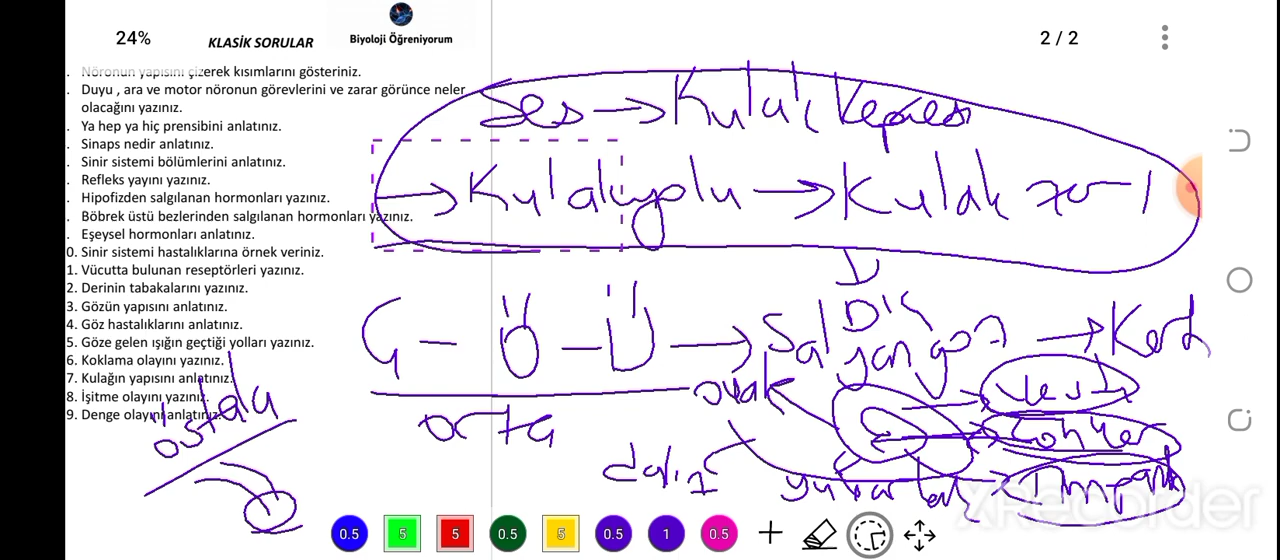 24%
KLASİK SORULAR
Biyoloji Öğreniyorum
2 / 2
. Nöronun yapısını çizerek kısımlarını gösteriniz.
. Duyu , ara ve motor nöronun görevlerini ve zarar görünce neler
olacağını yazınız.
. Ya hep ya hiç prensibini anlatınız.
. Sinaps nedir anlatınız.
. Sinir sistemi bölümlerini anlatınız.
. Refleks yayını yazınız.
. Hipofizden salgılanan hormonları yazınız.
. Böbrek üstü bezlerinden salgılanan hormonları yazınız.
. Eşeysel hormonları anlatınız.
0. Sinir sistemi hastalıklarına örnek veriniz.
1. Vücutta bulunan reseptörleri yazınız.
2. Derinin tabakalarını yazınız.
3. Gözün yapısını anlatınız.
4. Göz hastalıklarını anlatınız.
5. Göze gelen ışığın geçtiği yolları yazınız.
6. Koklama olayını yazınız.
7. Kulağın yapısını anlatınız.
8. İşitme olayını yazınız.
9. Denge olayını anlatınız.
Ses → Kulak kepçesi
→ Kulakyolu → Kulak zarı
D
Ç - Ö - Ü → Salyangoz →
Dış
orta
östaki
oval
dalız
yuvarlak
0.5
5
5
0.5
5
0.5
1
0.5
XRecorder